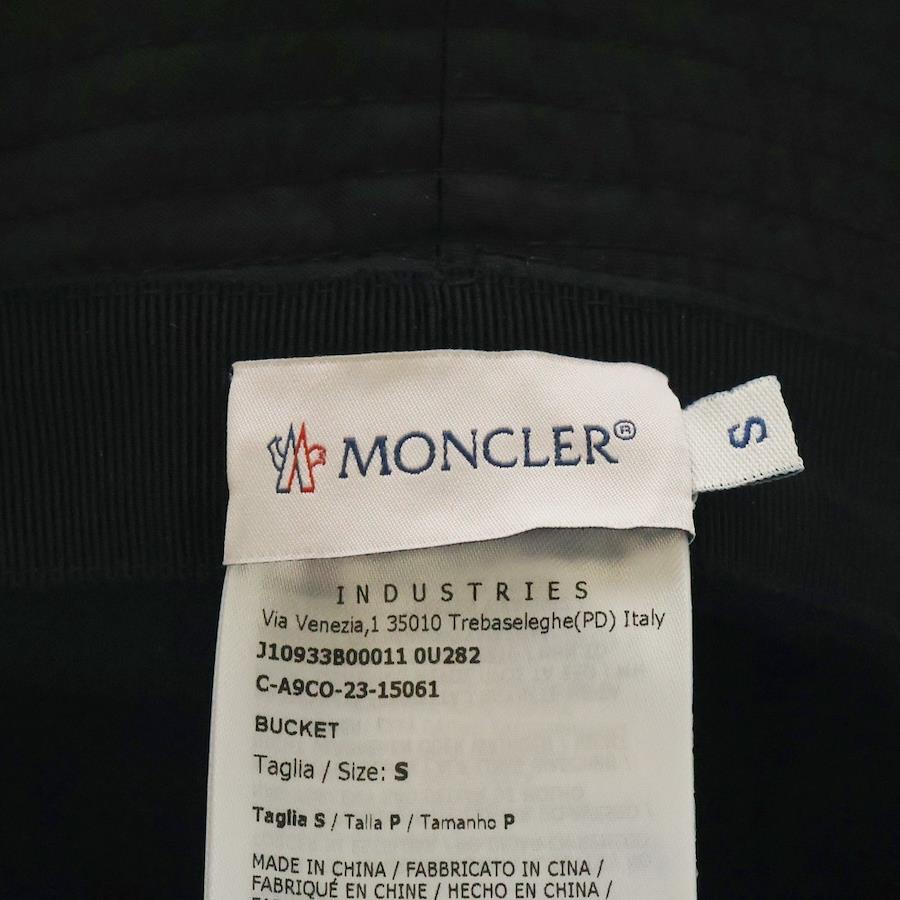 MONCLER®
S
INDUSTRIES
Via Venezia,1 35010 Trebaseleghe(PD) Italy
J10933B00011 0U282
C-A9CO-23-15061
BUCKET
Taglia / Size: S
Taglia S / Talla P / Tamanho P
MADE IN CHINA / FABBRICATO IN CINA /
FABRIQUÉ EN CHINE / HECHO EN CHINA /